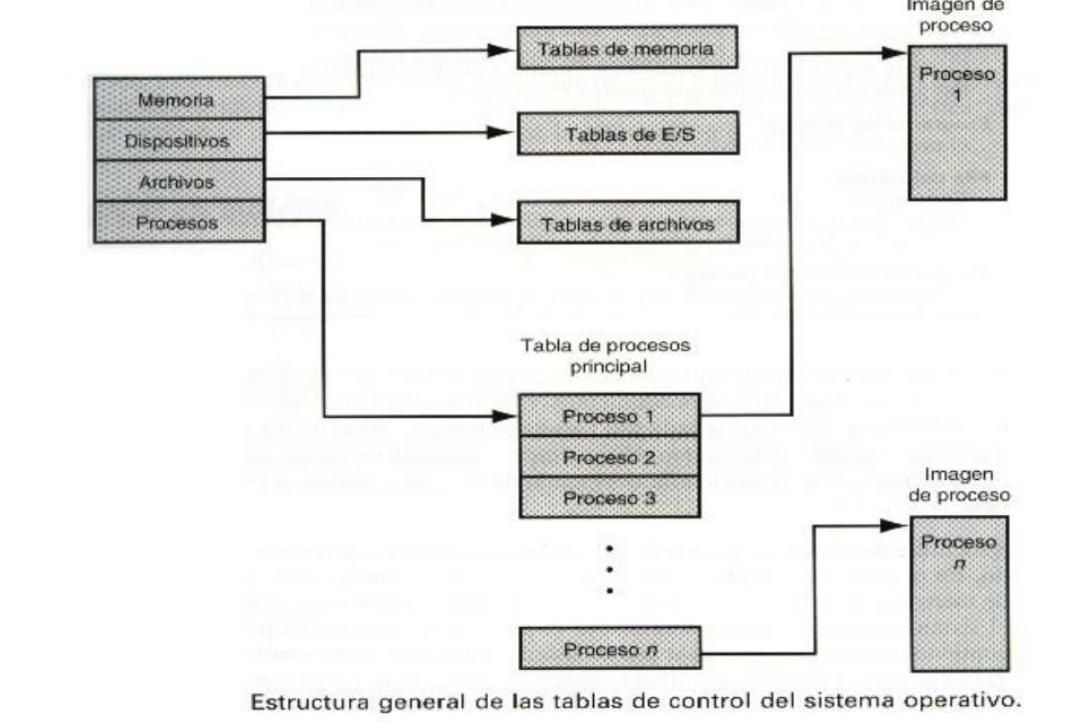 Imagen de
proceso
Tablas de memoria
Proceso
1
Memoria
Dispositivos
Tablas de E/S
Archivos
Procesos
Tablas de archivos
Tabla de procesos
principal
Proceso 1
Proceso 2
Proceso 3
Imagen
de proceso
Proceso
n
Proceso n
Estructura general de las tablas de control del sistema operativo.